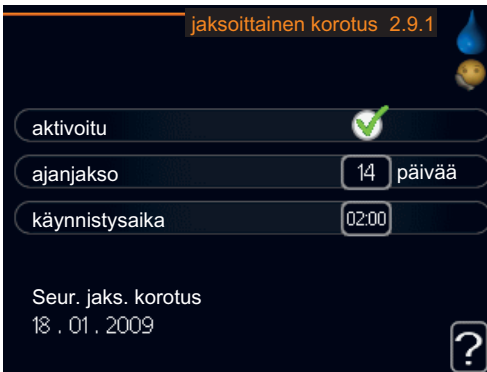 jaksoittainen korotus 2.9.1
aktivoitu
ajanjakso 14 päivää
käynnistysaika 02:00
Seur. jaks. korotus
18 . 01 . 2009
?